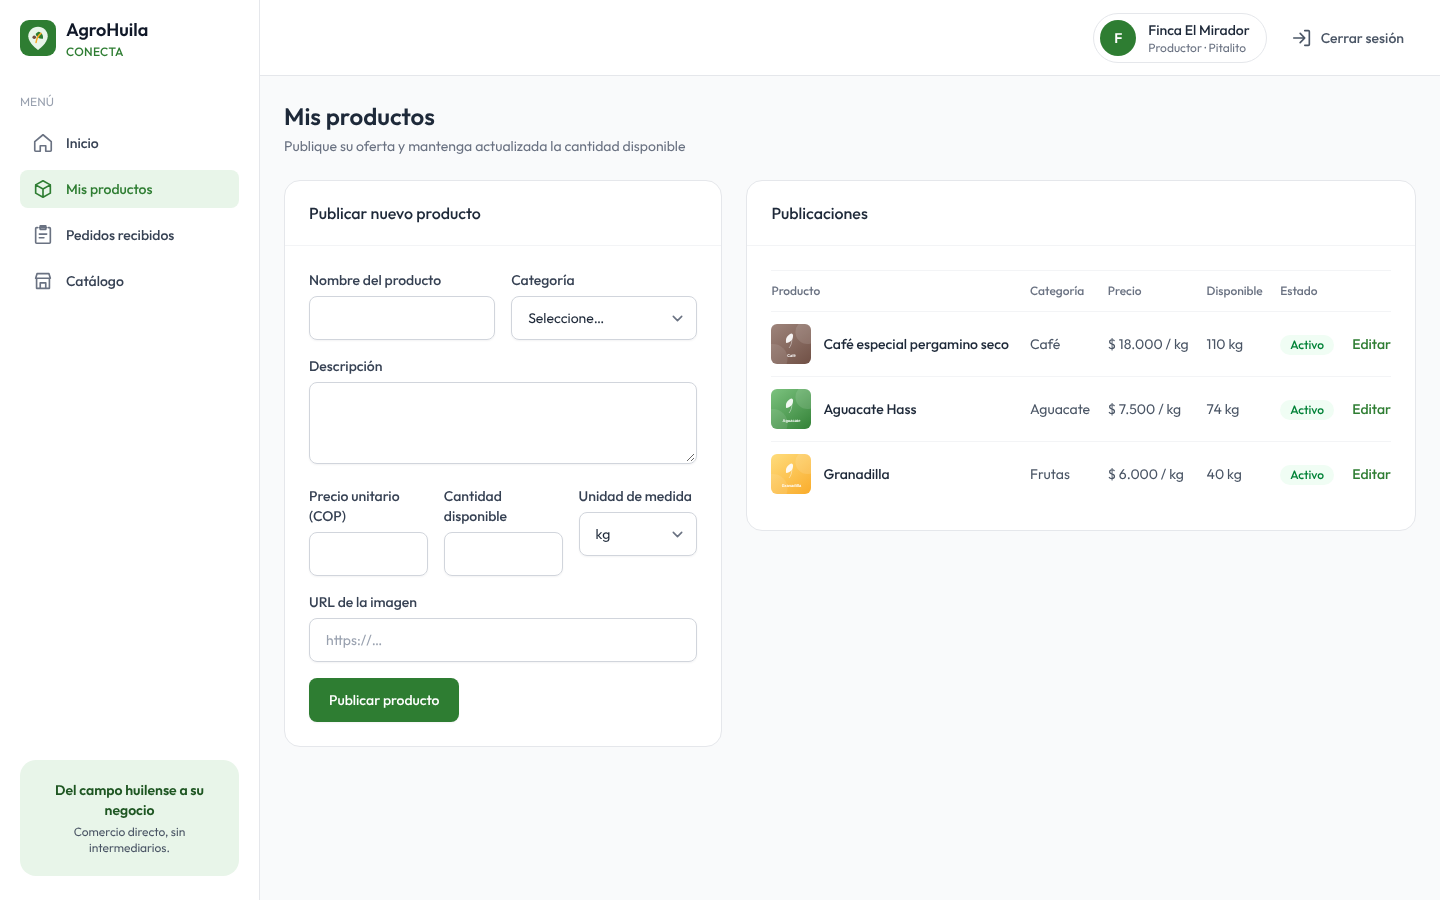 AgroHuila
CONECTA
MENÚ
Inicio
Mis productos
Pedidos recibidos
Catálogo
Del campo huilense a su
negocio
Comercio directo, sin
intermediarios.
F
Finca El Mirador
Productor · Pitalito
Cerrar sesión
Mis productos
Publique su oferta y mantenga actualizada la cantidad disponible
Publicar nuevo producto
Nombre del producto
Categoría
Seleccione...
Descripción
Precio unitario
(COP)
Cantidad
disponible
Unidad de medida
kg
URL de la imagen
https://...
Publicar producto
Publicaciones
Producto Categoría Precio Disponible Estado
Café
Café especial pergamino seco Café $ 18.000 / kg 110 kg Activo Editar
Aguacate
Aguacate Hass Aguacate $ 7.500 / kg 74 kg Activo Editar
Granadilla
Granadilla Frutas $ 6.000 / kg 40 kg Activo Editar